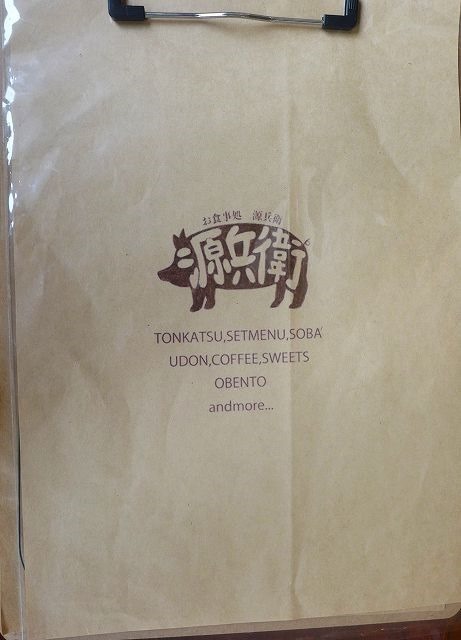 お食事処 源兵衛
源兵衛
TONKATSU,SETMENU,SOBA
UDON,COFFEE,SWEETS
OBENTO
andmore...